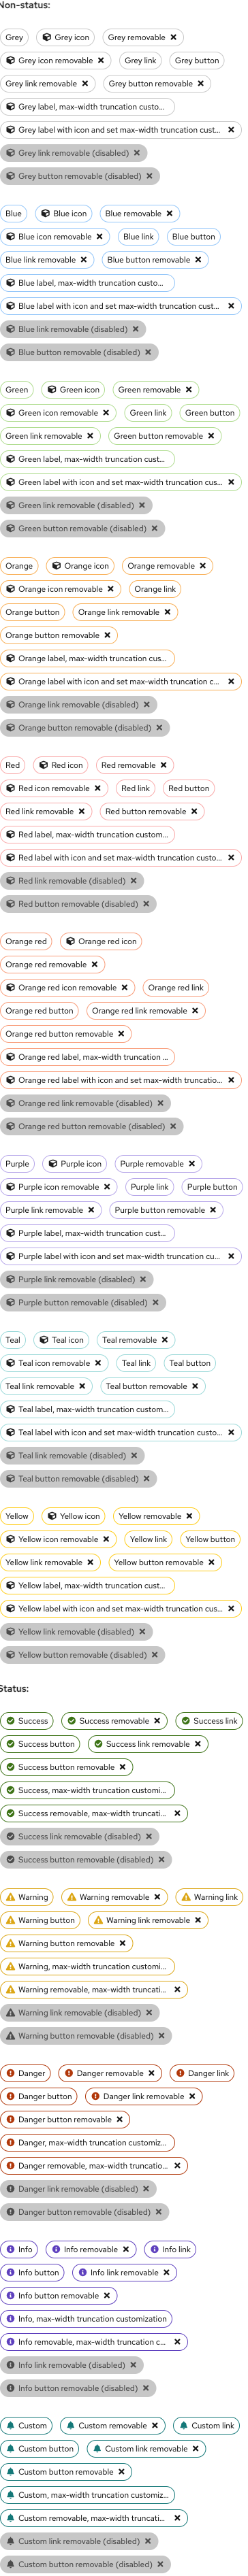 Non-status:
Grey Grey icon Grey removable
Grey icon removable Grey link Grey button
Grey link removable Grey button removable
Grey label, max-width truncation custo...
Grey label with icon and set max-width truncation cust...
Grey link removable (disabled)
Grey button removable (disabled)
Blue Blue icon Blue removable
Blue icon removable Blue link Blue button
Blue link removable Blue button removable
Blue label, max-width truncation custo...
Blue label with icon and set max-width truncation cust...
Blue link removable (disabled)
Blue button removable (disabled)
Green Green icon Green removable
Green icon removable Green link Green button
Green link removable Green button removable
Green label, max-width truncation cust...
Green label with icon and set max-width truncation cus...
Green link removable (disabled)
Green button removable (disabled)
Orange Orange icon Orange removable
Orange icon removable Orange link
Orange button Orange link removable
Orange button removable
Orange label, max-width truncation cus...
Orange label with icon and set max-width truncation c...
Orange link removable (disabled)
Orange button removable (disabled)
Red Red icon Red removable
Red icon removable Red link Red button
Red link removable Red button removable
Red label, max-width truncation custom...
Red label with icon and set max-width truncation custo...
Red link removable (disabled)
Red button removable (disabled)
Orange red Orange red icon
Orange red removable
Orange red icon removable Orange red link
Orange red button Orange red link removable
Orange red button removable
Orange red label, max-width truncation ...
Orange red label with icon and set max-width truncatio...
Orange red link removable (disabled)
Orange red button removable (disabled)
Purple Purple icon Purple removable
Purple icon removable Purple link Purple button
Purple link removable Purple button removable
Purple label, max-width truncation cust...
Purple label with icon and set max-width truncation cu...
Purple link removable (disabled)
Purple button removable (disabled)
Teal Teal icon Teal removable
Teal icon removable Teal link Teal button
Teal link removable Teal button removable
Teal label, max-width truncation custom...
Teal label with icon and set max-width truncation custo...
Teal link removable (disabled)
Teal button removable (disabled)
Yellow Yellow icon Yellow removable
Yellow icon removable Yellow link Yellow button
Yellow link removable Yellow button removable
Yellow label, max-width truncation cust...
Yellow label with icon and set max-width truncation cus...
Yellow link removable (disabled)
Yellow button removable (disabled)
Status:
Success Success removable Success link
Success button Success link removable
Success button removable
Success, max-width truncation customi...
Success removable, max-width truncati...
Success link removable (disabled)
Success button removable (disabled)
Warning Warning removable Warning link
Warning button Warning link removable
Warning button removable
Warning, max-width truncation customi...
Warning removable, max-width truncati...
Warning link removable (disabled)
Warning button removable (disabled)
Danger Danger removable Danger link
Danger button Danger link removable
Danger button removable
Danger, max-width truncation customiz...
Danger removable, max-width truncatio...
Danger link removable (disabled)
Danger button removable (disabled)
Info Info removable Info link
Info button Info link removable
Info button removable
Info, max-width truncation customization
Info removable, max-width truncation c...
Info link removable (disabled)
Info button removable (disabled)
Custom Custom removable Custom link
Custom button Custom link removable
Custom button removable
Custom, max-width truncation customiz...
Custom removable, max-width truncati...
Custom link removable (disabled)
Custom button removable (disabled)